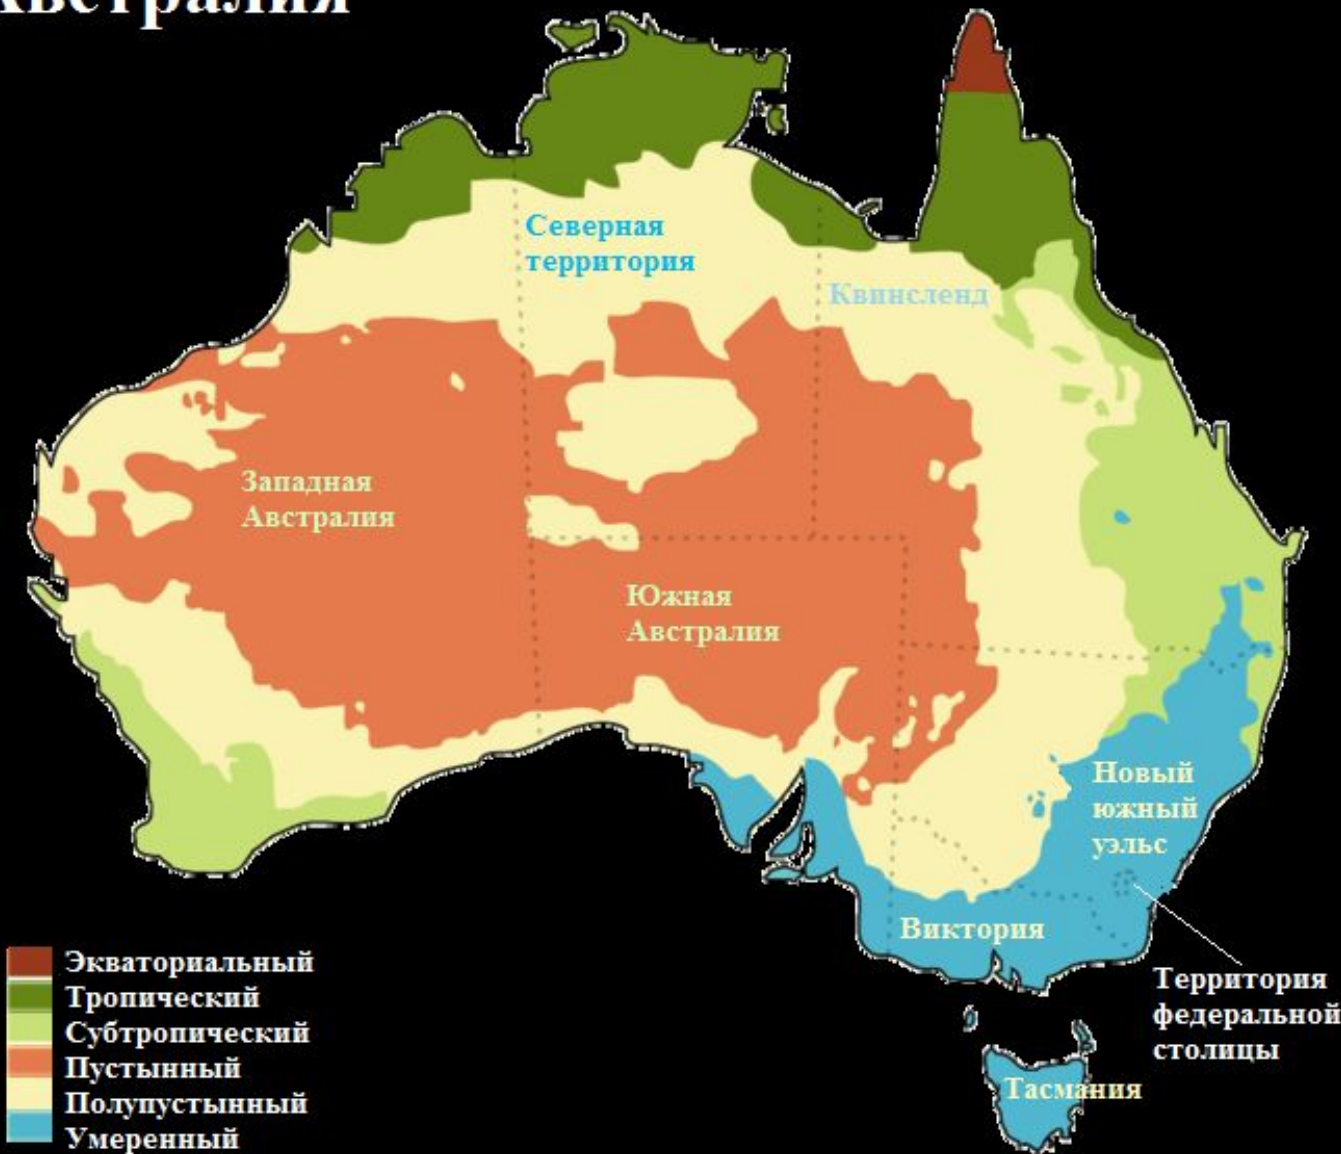 Австралия
Северная
территория
Квинсленд
Западная
Австралия
Южная
Австралия
Новый
южный
уэльс
Виктория
Территория
федеральной
столицы
Тасмания
Экваториальный
Тропический
Субтропический
Пустынный
Полупустынный
Умеренный